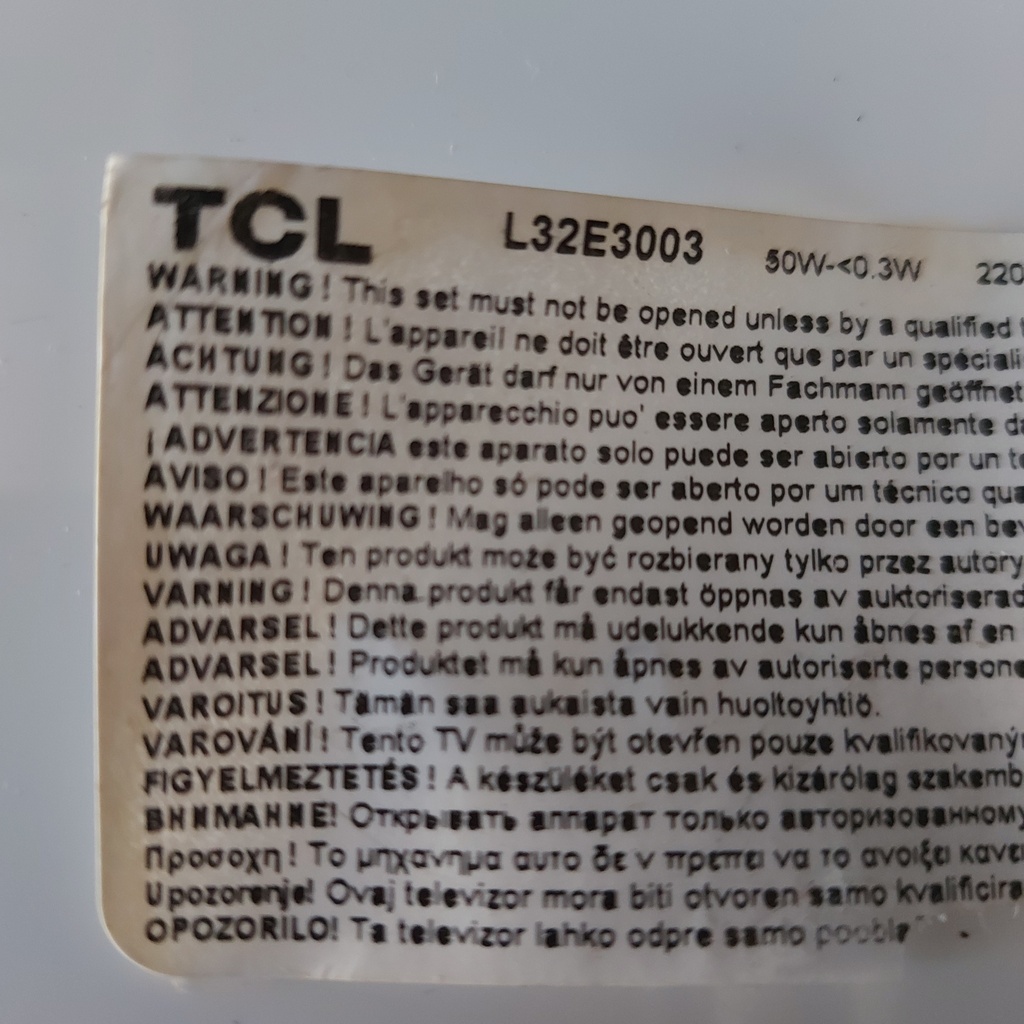 TCL L32E3003 50W-<0.3W 220
WARNING! This set must not be opened unless by a qualified
ATTENTION! L'appareil ne doit être ouvert que par un spéciali
ACHTUNG! Das Gerät darf nur von einem Fachmann geöffnet
ATTENZIONE! L'apparecchio puo' essere aperto solamente da
¡ADVERTENCIA este aparato solo puede ser abierto por un te
AVISO! Este aparelho só pode ser aberto por um técnico qua
WAARSCHUWING! Mag alleen geopend worden door een bev
UWAGA! Ten produkt może być rozbierany tylko przez autory
VARNING! Denna produkt får endast öppnas av auktoriserad
ADVARSEL! Dette produkt må udelukkende kun åbnes af en
ADVARSEL! Produktet må kun åpnes av autoriserte persone
VAROITUS! Tämän saa aukaista vain huoltoyhtiö.
VAROVÁNÍ! Tento TV může být otevřen pouze kvalifikovaný
FIGYELMEZTETÉS! A készüléket csak és kizárólag szakemb
ВНИМАНИЕ! Открывать аппарат только авторизованному
Προσοχη! Το μηχανημα αυτο δε ν πρεπει να το ανοιξει κανει
Upozorenje! Ovaj televizor mora biti otvoren samo kvalificira
OPOZORILO! Ta televizor lahko odpre samo